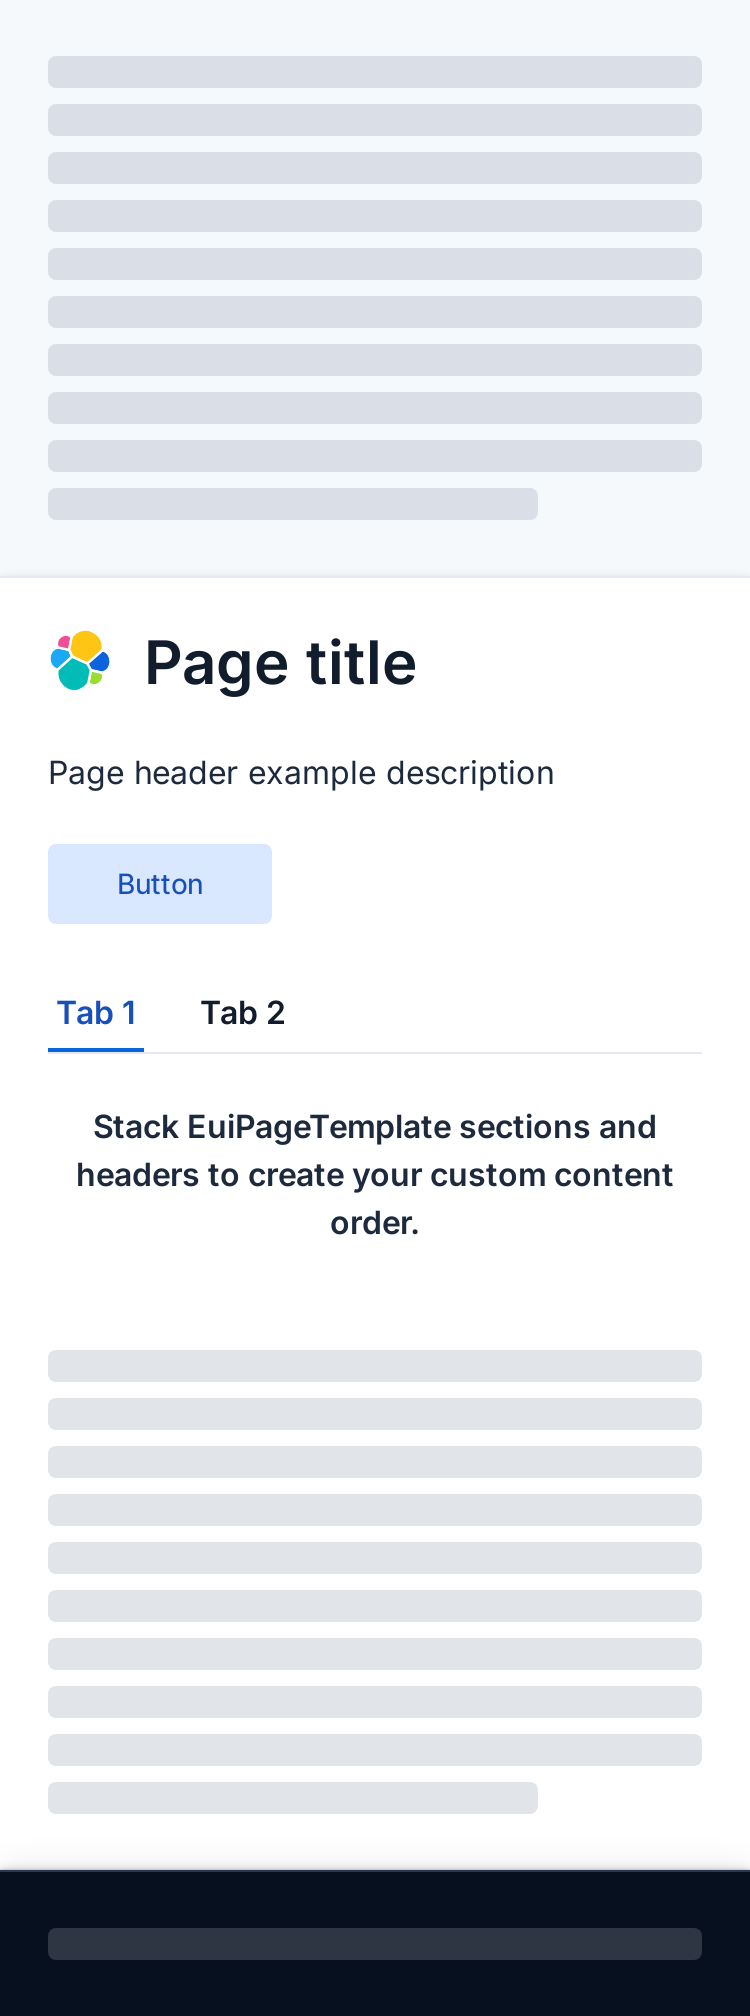 Page title
Page header example description
Button
Tab 1 Tab 2
Stack EuiPageTemplate sections and
headers to create your custom content
order.